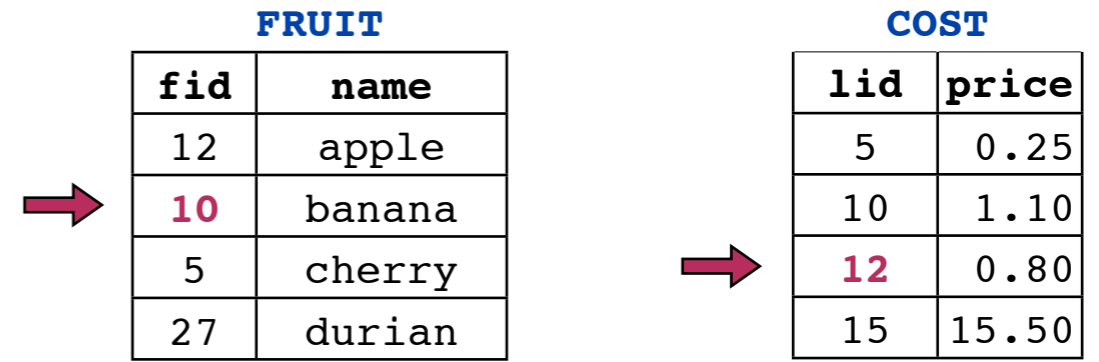 FRUIT
fid name
12 apple
10 banana
5 cherry
27 durian
COST
lid price
5 0.25
10 1.10
12 0.80
15 15.50